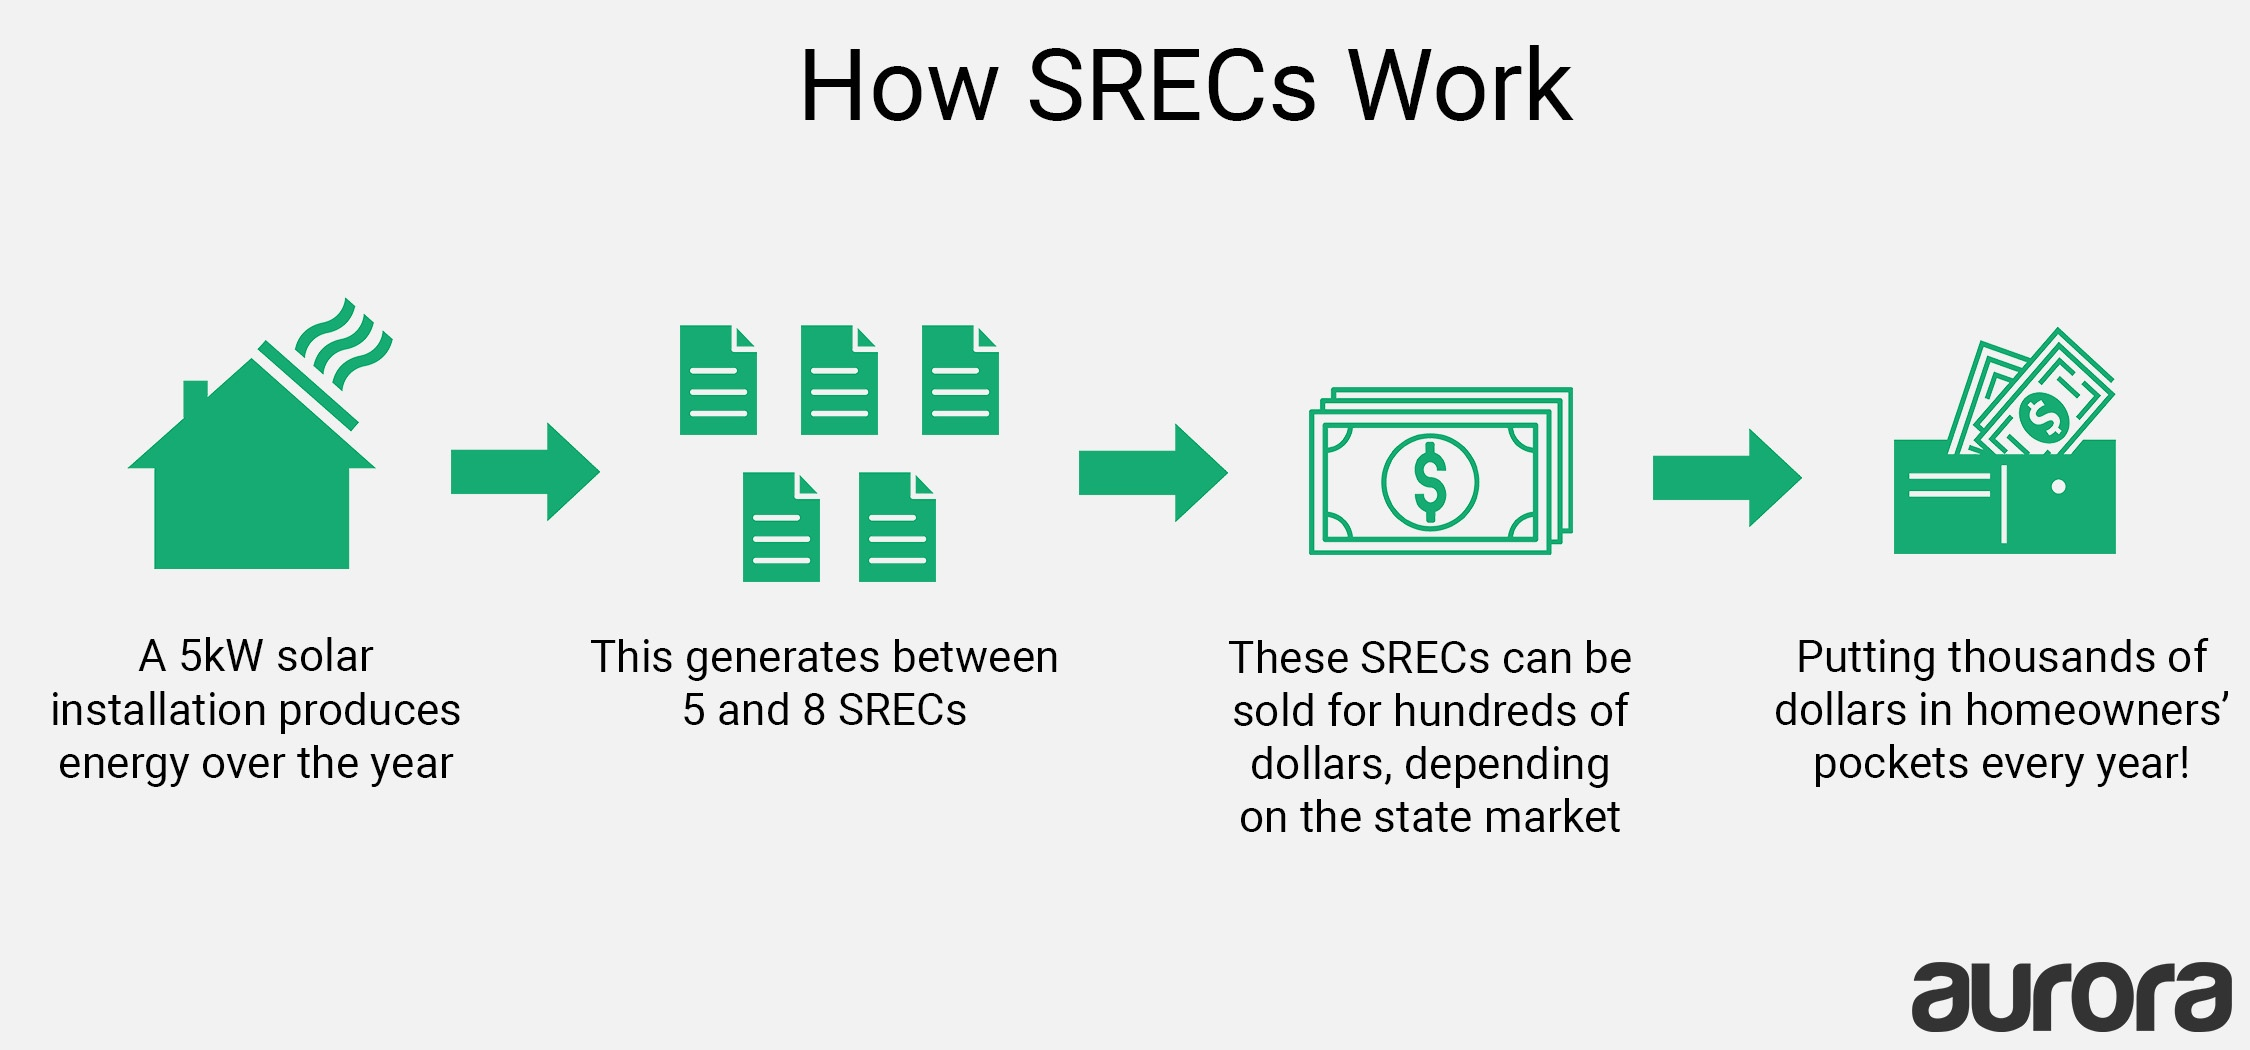 How SRECs Work
A 5kW solar
installation produces
energy over the year
This generates between
5 and 8 SRECs
These SRECs can be
sold for hundreds of
dollars, depending
on the state market
Putting thousands of
dollars in homeowners’
pockets every year!
$
$
aurora